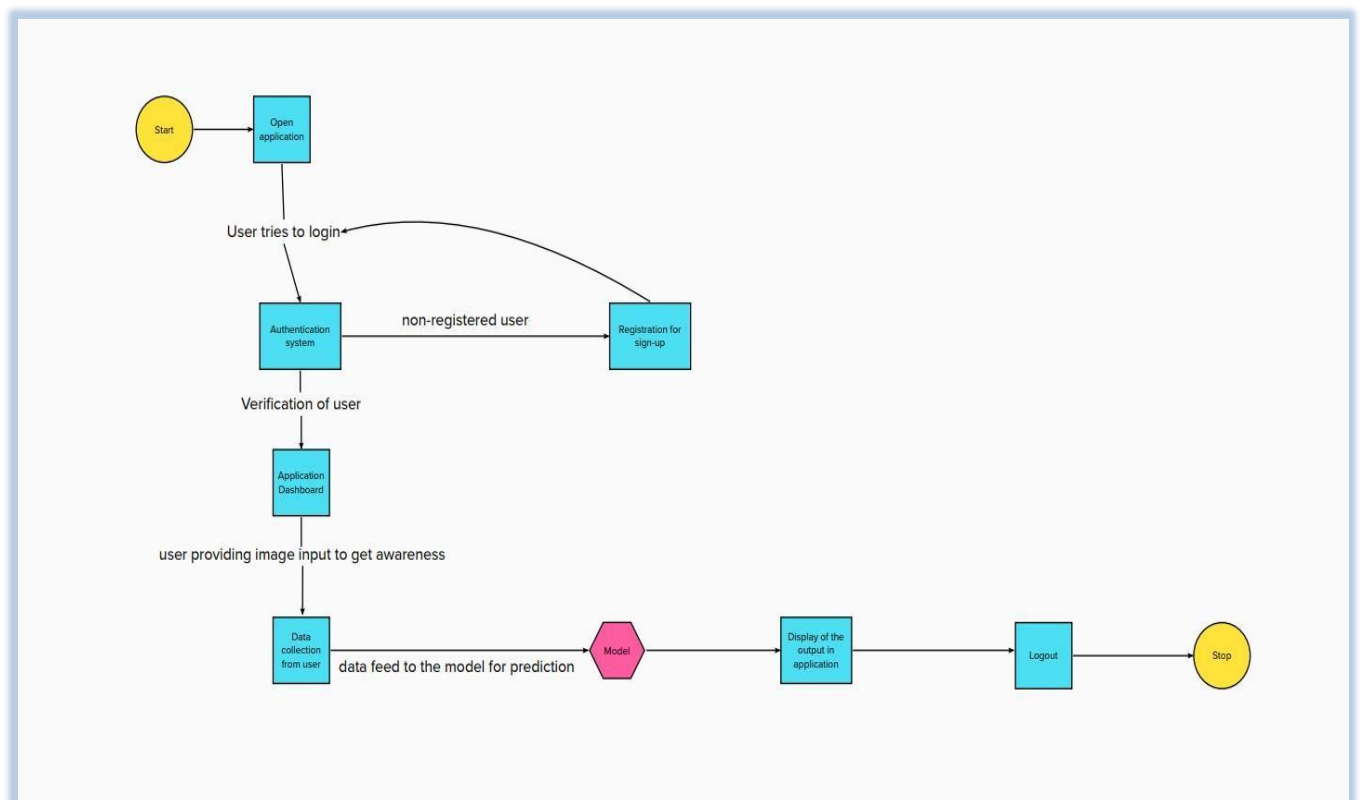 Start
Open
application
User tries to login
Authentication
system
non-registered user
Registration for
sign-up
Verification of user
Application
Dashboard
user providing image input to get awareness
Data
collection
from user
data feed to the model for prediction
Model
Display of the
output in
application
Logout
Stop